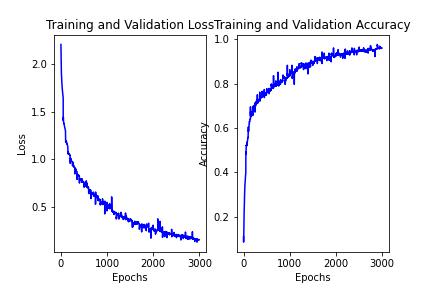 Training and Validation Loss
2.0
1.5
1.0
0.5
Loss
0 1000 2000 3000
Epochs
Training and Validation Accuracy
1.0
0.8
0.6
0.4
0.2
Accuracy
0 1000 2000 3000
Epochs